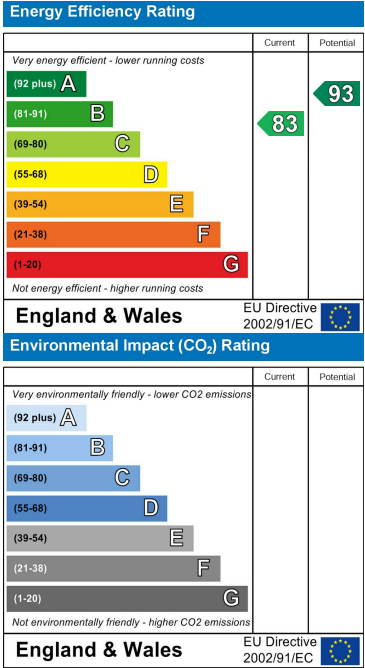 Energy Efficiency Rating
Current Potential
Very energy efficient - lower running costs
(92 plus) A
93
(81-91) B
83
(69-80) C
(55-68) D
(39-54) E
(21-38) F
(1-20) G
Not energy efficient - higher running costs
England & Wales
EU Directive
2002/91/EC
Environmental Impact (CO₂) Rating
Current Potential
Very environmentally friendly - lower CO2 emissions
(92 plus) A
(81-91) B
(69-80) C
(55-68) D
(39-54) E
(21-38) F
(1-20) G
Not environmentally friendly - higher CO2 emissions
England & Wales
EU Directive
2002/91/EC